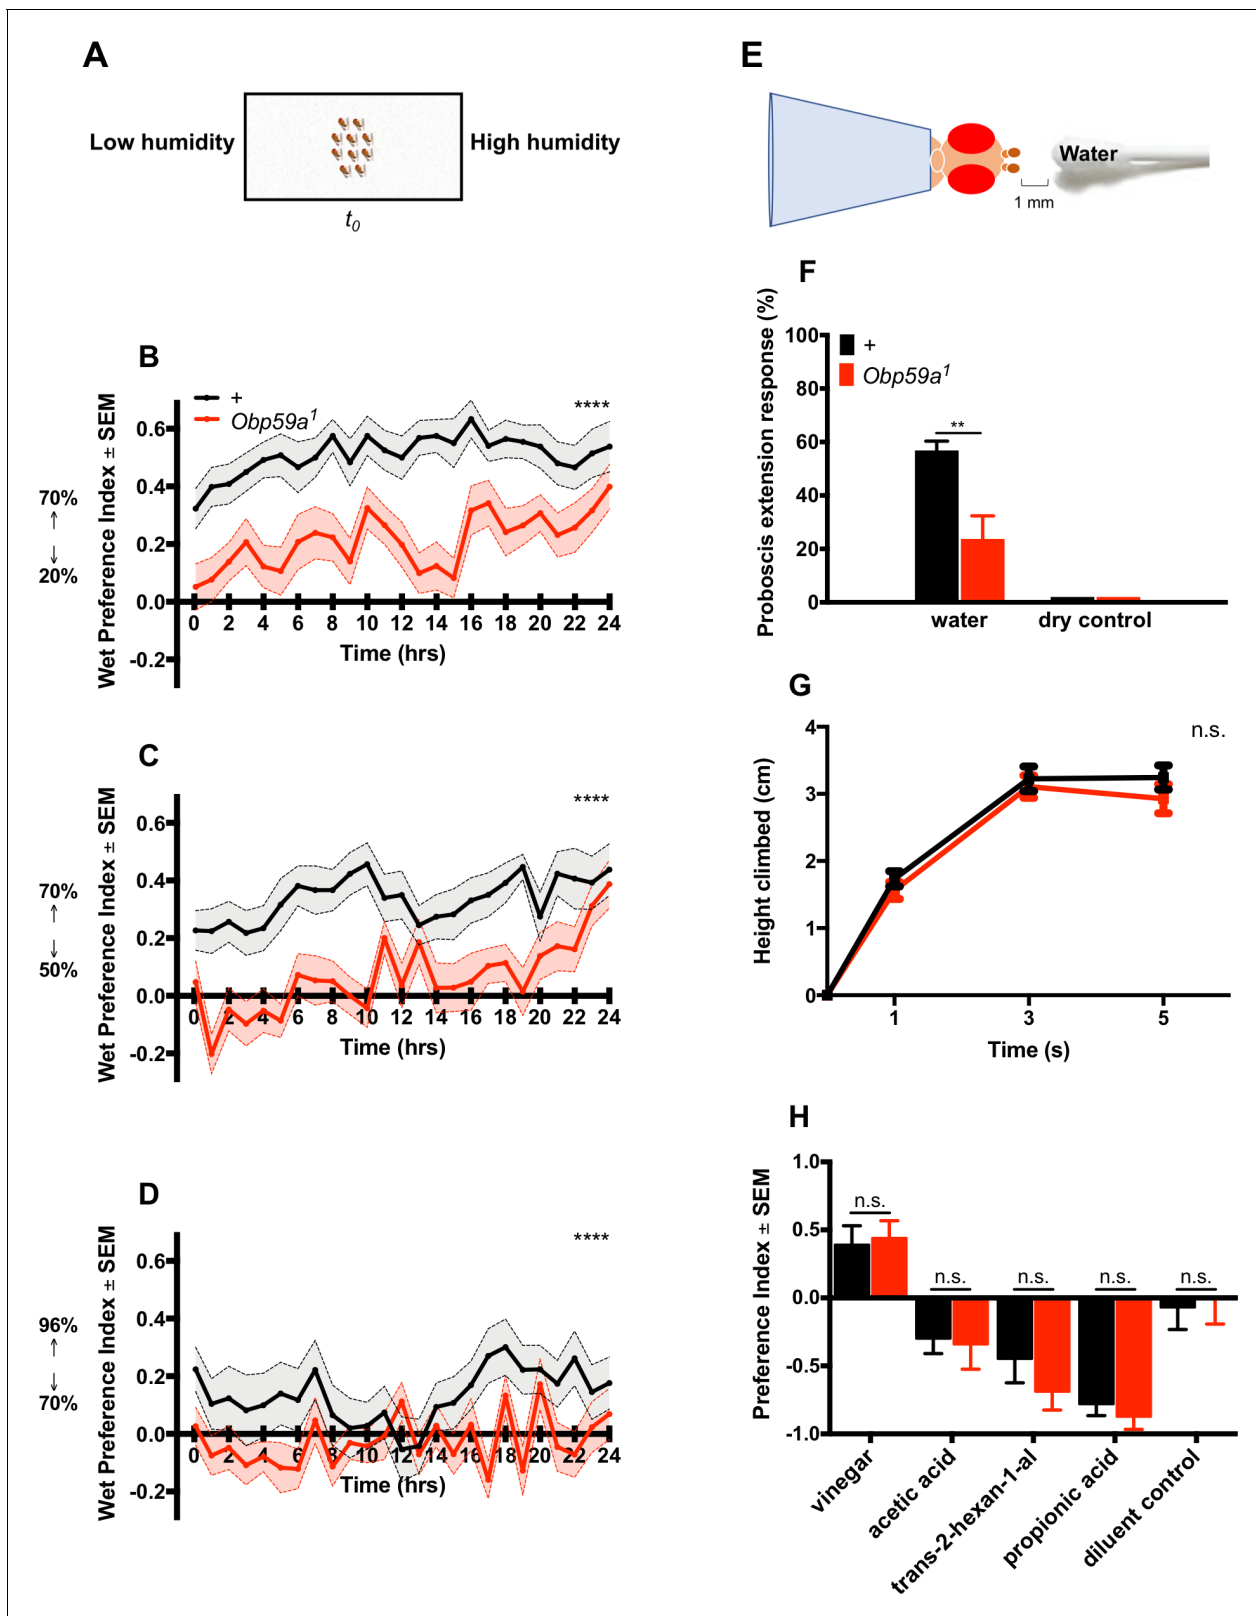 A
Low humidity
High humidity
t0
B
Wet Preference Index ± SEM
70%
20%
0.6
0.4
0.2
0.0
-0.2
+
Obp59a1
****
0 2 4 6 8 10 12 14 16 18 20 22 24
Time (hrs)
C
Wet Preference Index ± SEM
70%
50%
0.6
0.4
0.2
0.0
-0.2
****
0 2 4 6 8 10 12 14 16 18 20 22 24
Time (hrs)
D
Wet Preference Index ± SEM
96%
70%
0.6
0.4
0.2
0.0
-0.2
****
0 2 4 6 8 10 12 14 16 18 20 22 24
Time (hrs)
E
Water
1 mm
F
Proboscis extension response (%)
100
80
60
40
20
0
+
Obp59a1
**
water
dry control
G
Height climbed (cm)
4
3
2
1
0
n.s.
1 3 5
Time (s)
H
Preference Index ± SEM
1.0
0.5
0.0
-0.5
-1.0
n.s.
n.s.
n.s.
n.s.
n.s.
vinegar
acetic acid
trans-2-hexan-1-al
propionic acid
diluent control